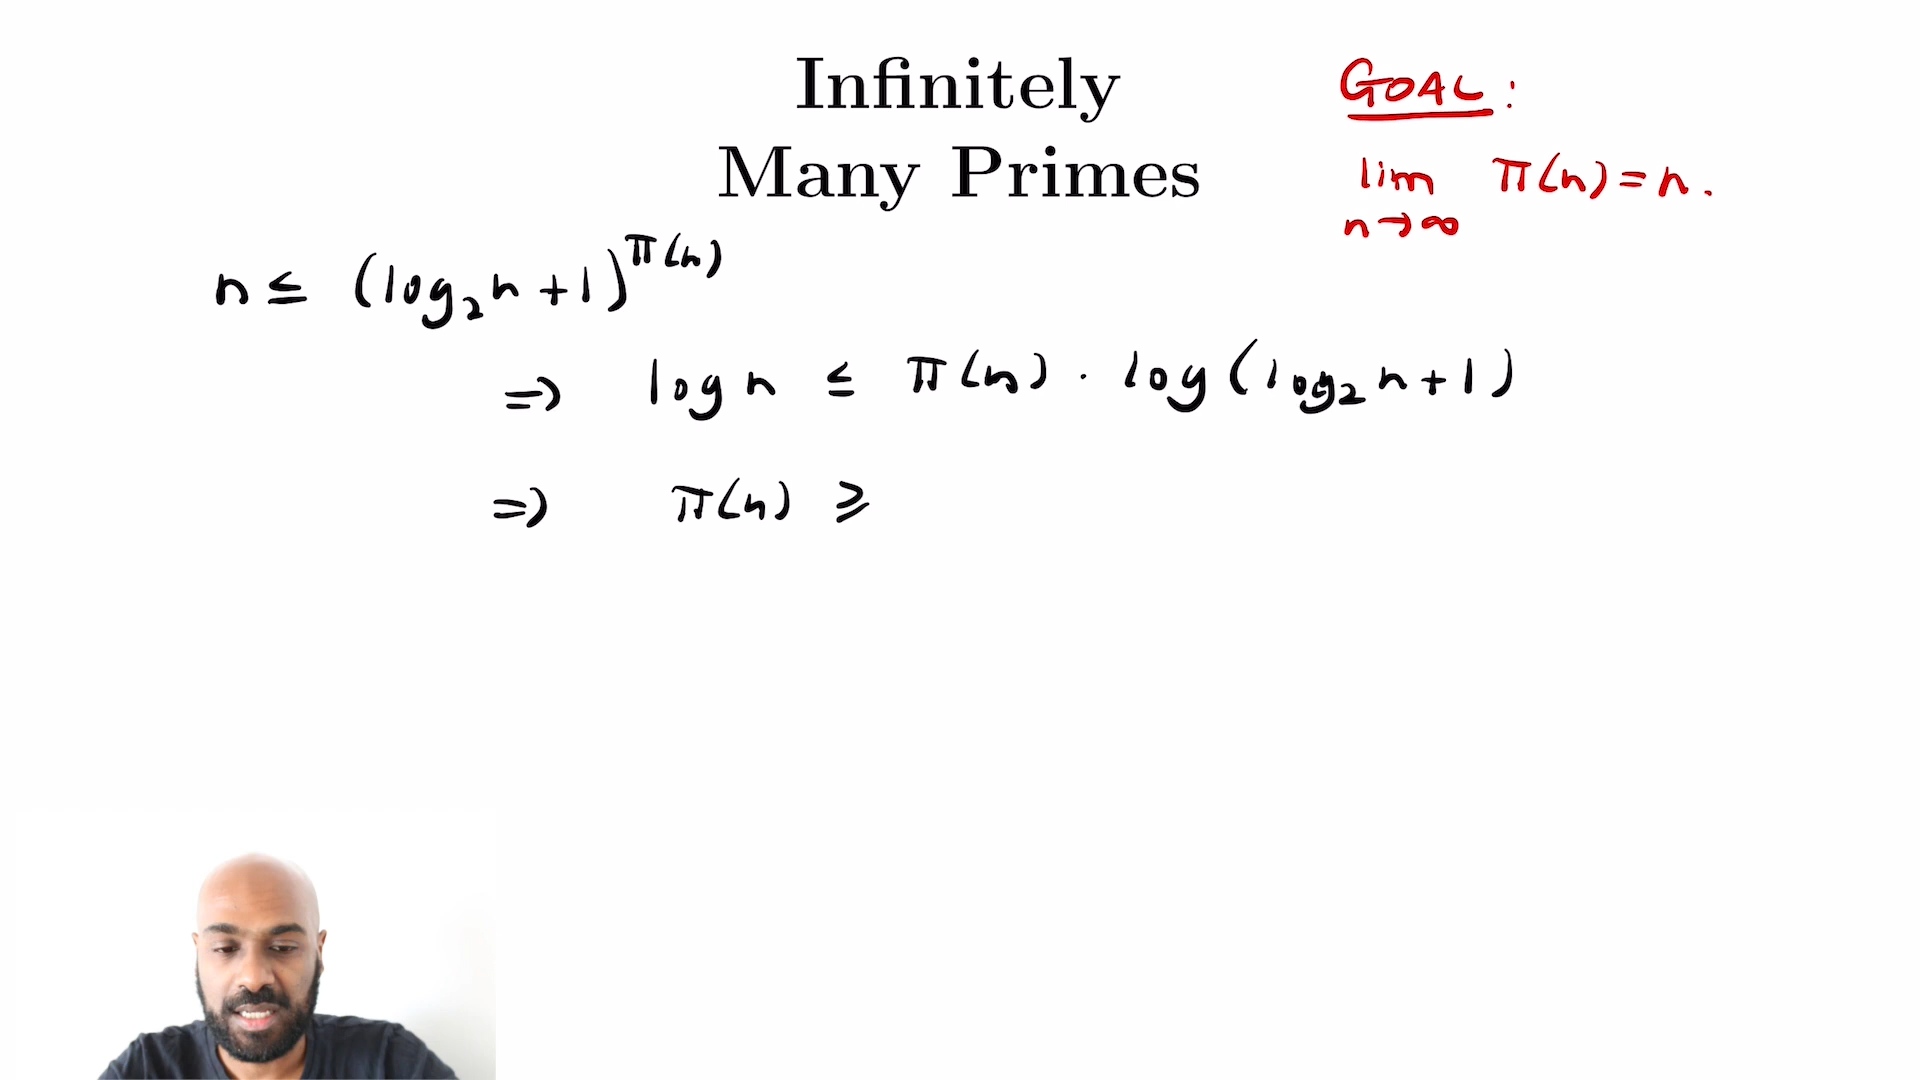 Infinitely
Many Primes
GOAL:
lim π(n)=n.
n→∞
n ≤ (log₂n+1)^π(n)
⇒ log n ≤ π(n) · log(log₂n+1)
⇒ π(n) ≥